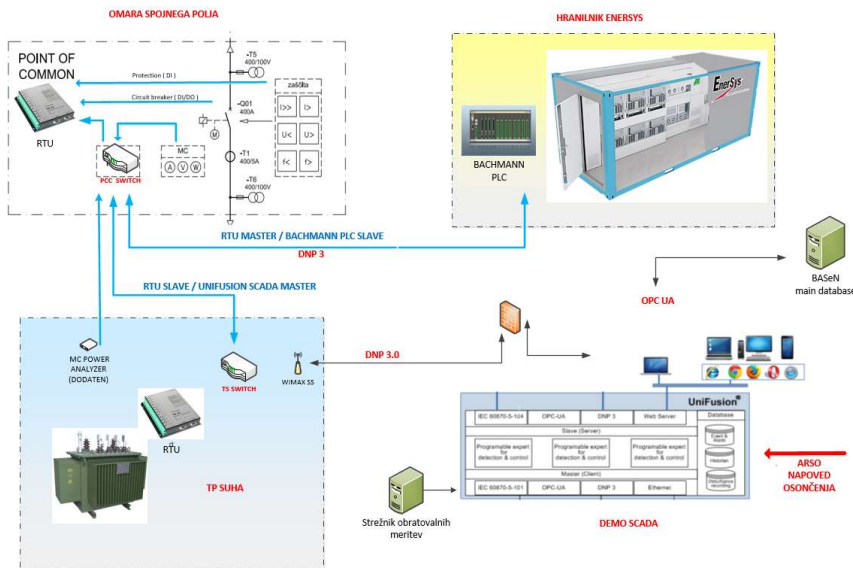 OMARA SPOJNEGA POLJA
HRANILNIK ENERSYS
POINT OF
COMMON
Protection ( DI )
Circuit breaker ( DI/DO )
RTU
PCC SWITCH
MC
A V W
M
-T5
400/100V
-Q01
400A
-T1
400/5A
-T6
400/100V
zaščita
I>> I>
U< U>
f< f>
BACHMANN
PLC
EnerSys
RTU MASTER / BACHMANN PLC SLAVE
DNP 3
RTU SLAVE / UNIFUSION SCADA MASTER
BASeN
main database
OPC UA
MC POWER
ANALYZER
(DODATEN)
TS SWITCH
WIMAX SS
DNP 3.0
RTU
TP SUHA
UniFusion®
IEC 60870-5-104 OPC-UA DNP 3 Web Server Database
Slave (Server)
Programable expert
for
detection & control
Programable expert
for
detection & control
Programable expert
for
detection & control
Event &
Alarm
Historian
Disturbance
recording
Master (Client)
IEC 60870-5-101 OPC-UA DNP 3 Ethernet
ARSO
NAPOVED
OSONČENJA
Strežnik obratovalnih
meritev
DEMO SCADA